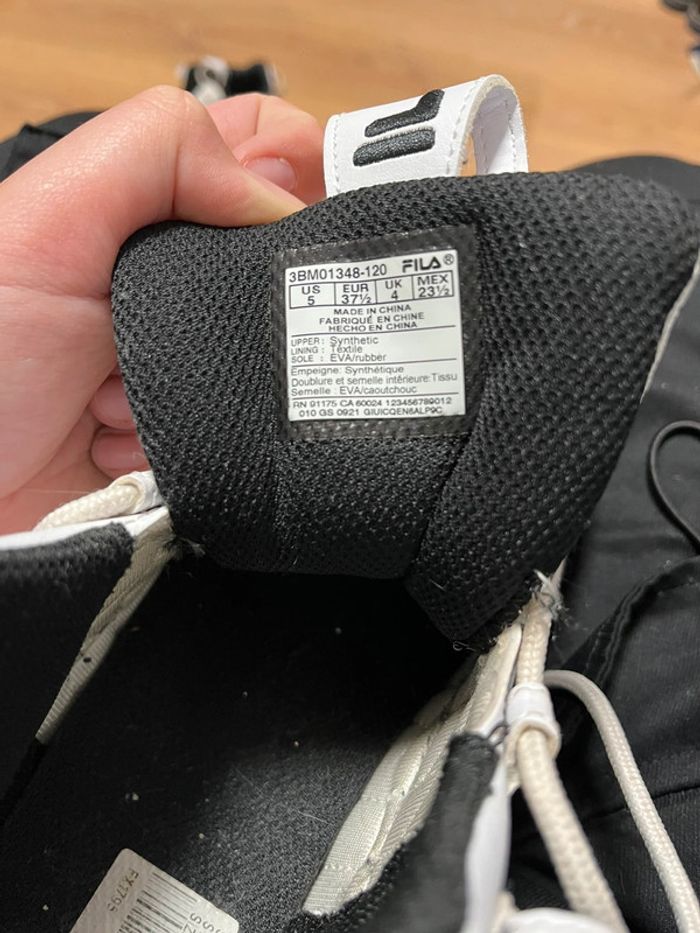 3BM01348-120 FILA®
US EUR UK MEX
5 37½ 4 23½
MADE IN CHINA
FABRIQUÉ EN CHINE
HECHO EN CHINA
UPPER : Synthetic
LINING : Textile
SOLE : EVA/rubber
Empeigne: Synthétique
Doublure et semelle intérieure:Tissu
Semelle : EVA/caoutchouc
RN 91175 CA 60024 123456789012
010 GS 0921 GIUICQEN6ALP9C